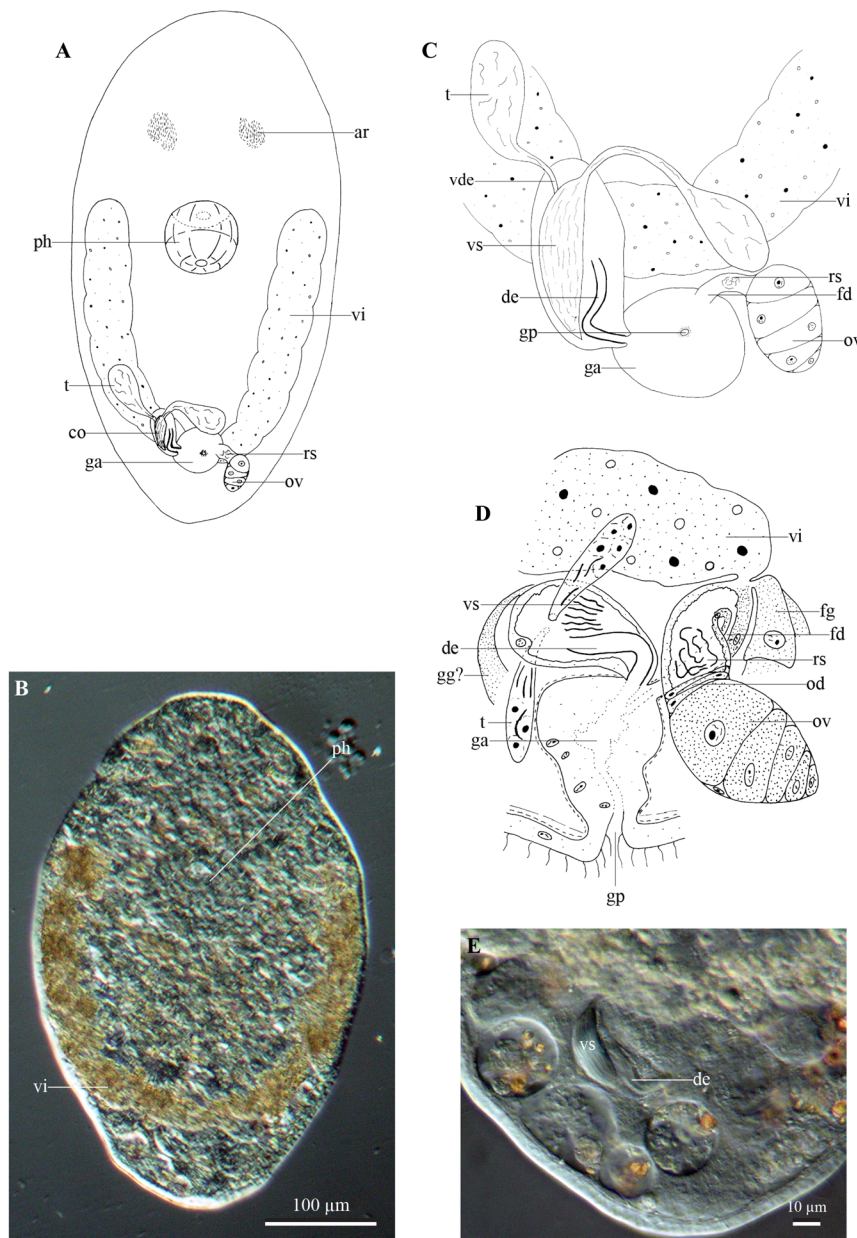 A
ar
ph
vi
t
co
ga
rs
ov
B
ph
vi
100 µm
C
t
vde
vi
vs
rs
de
fd
gp
ov
ga
D
vi
vs
fg
de
fd
gg?
rs
od
t
ov
ga
gp
E
vs
de
10 µm